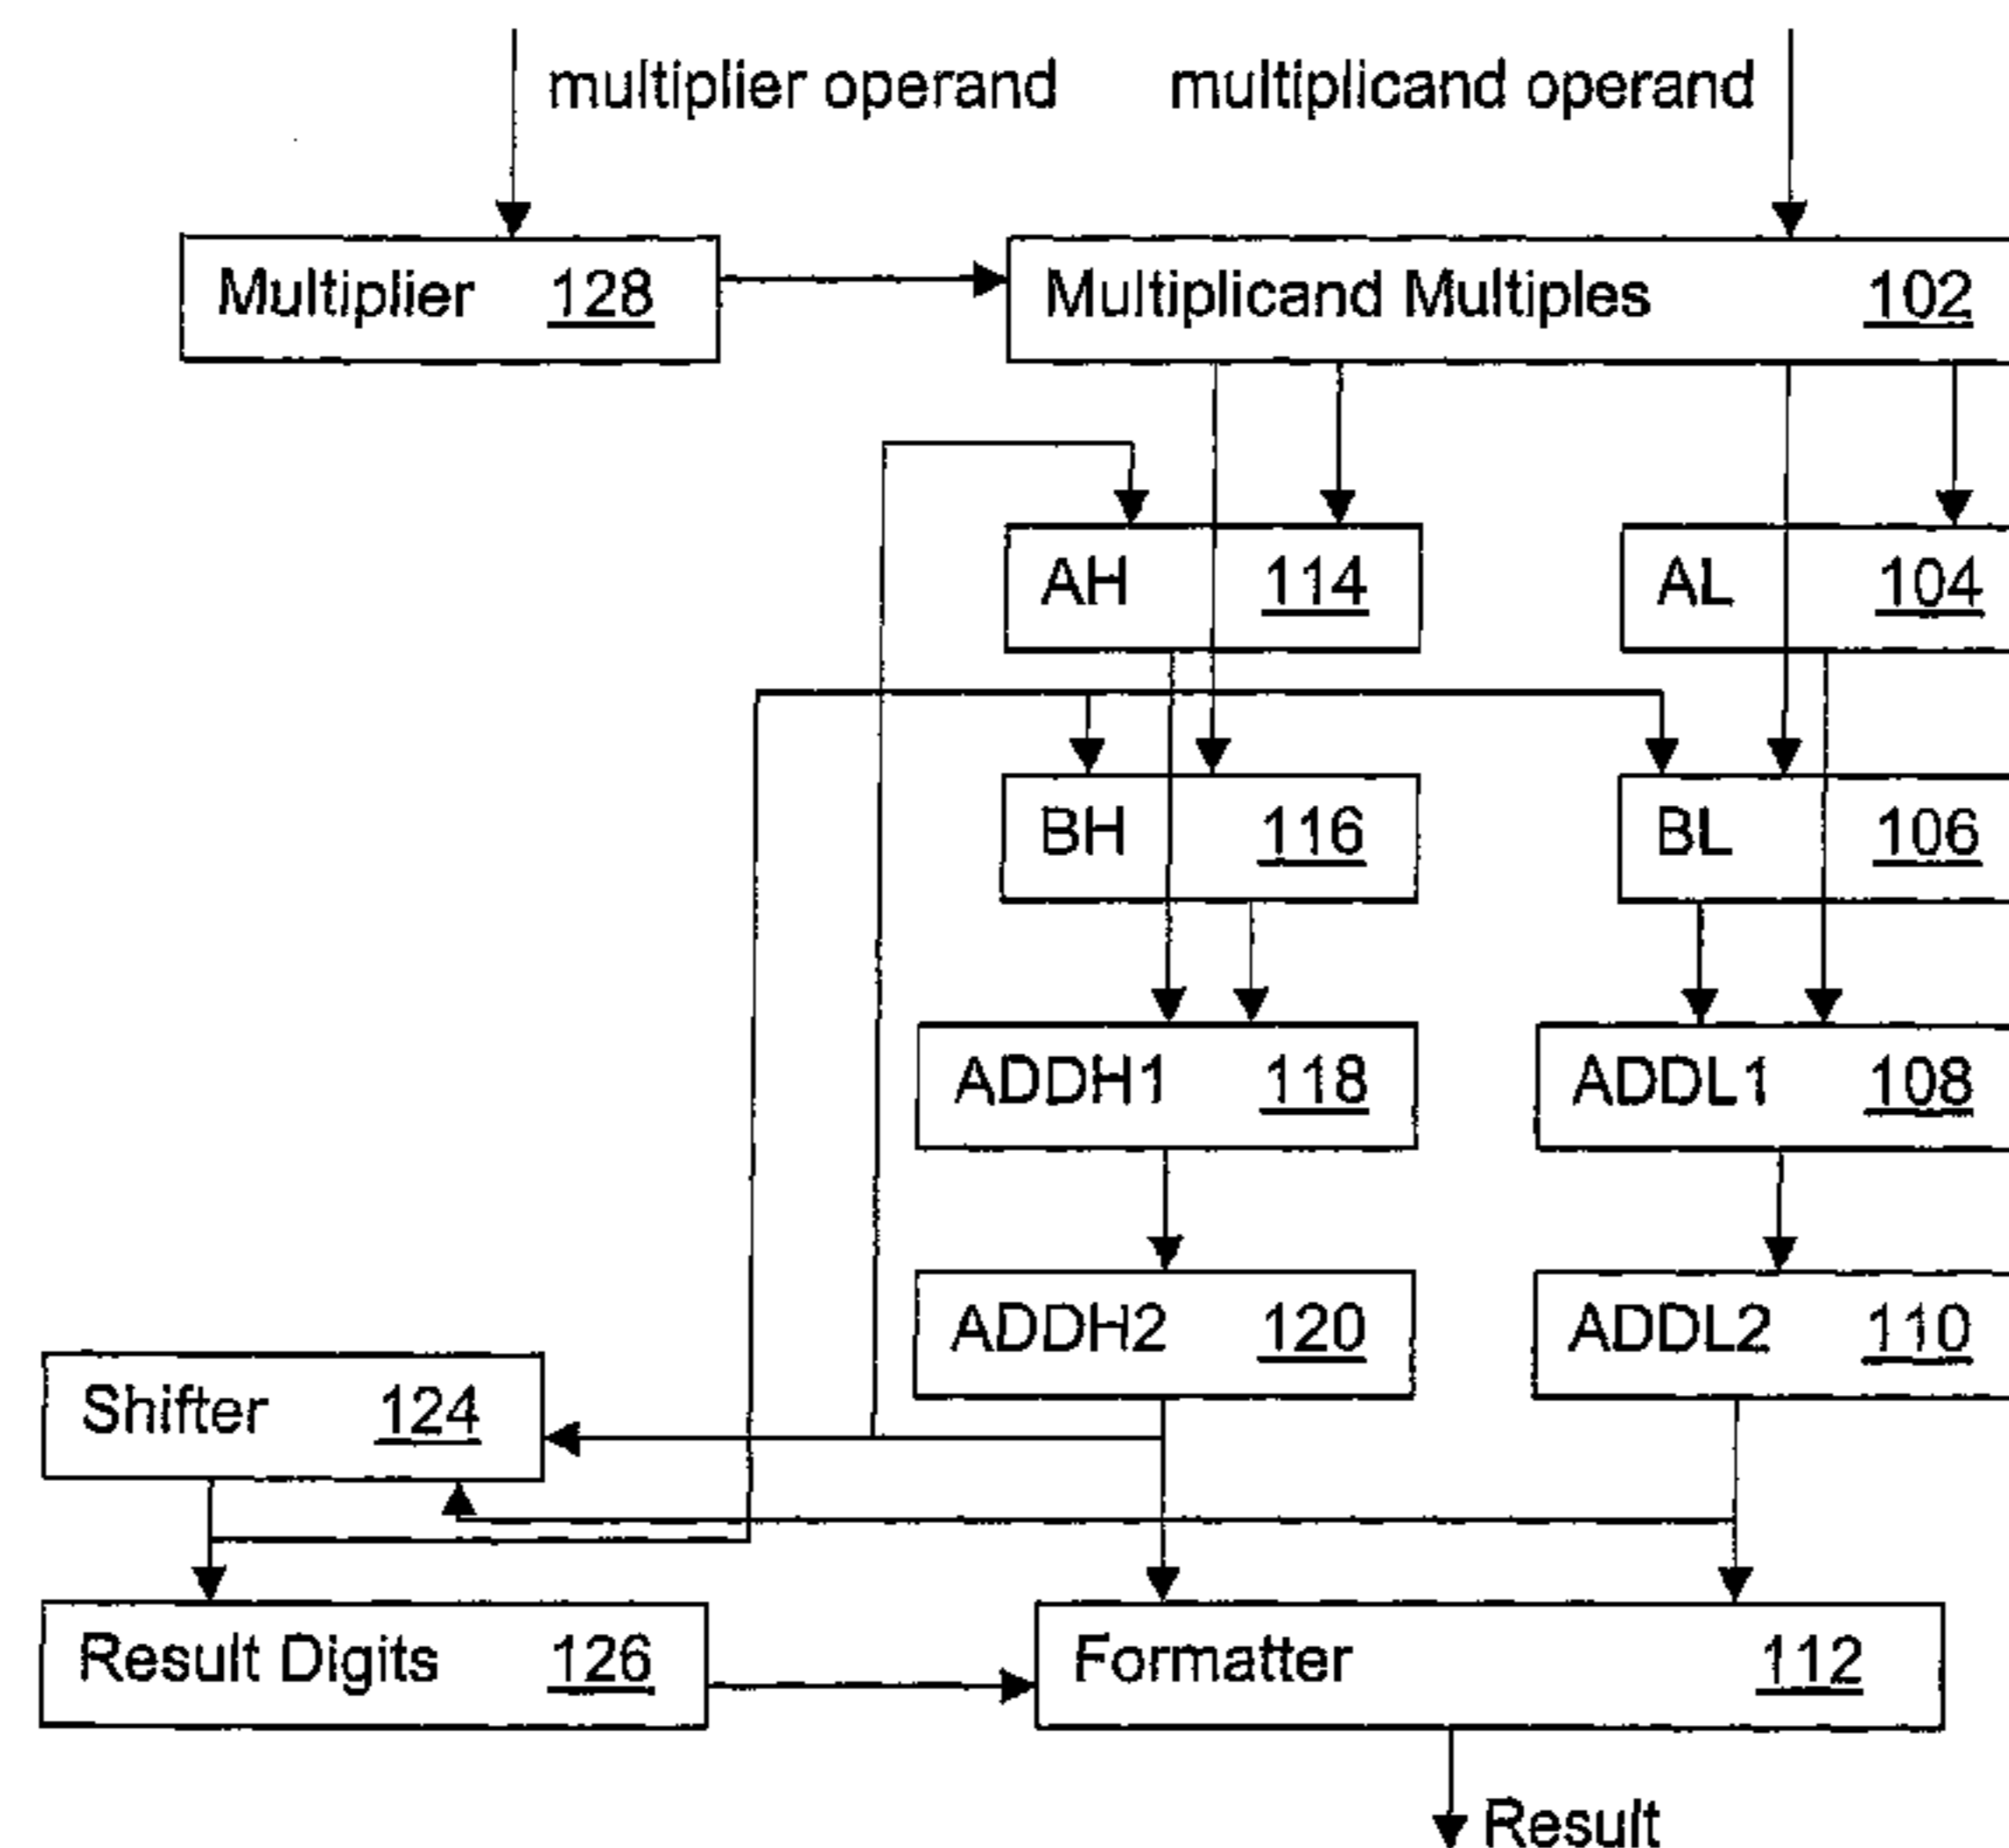 multiplier operand
multiplicand operand
Multiplier 128
Multiplicand Multiples 102
AH 114
AL 104
BH 116
BL 106
ADDH1 118
ADDL1 108
ADDH2 120
ADDL2 110
Shifter 124
Result Digits 126
Formatter 112
Result